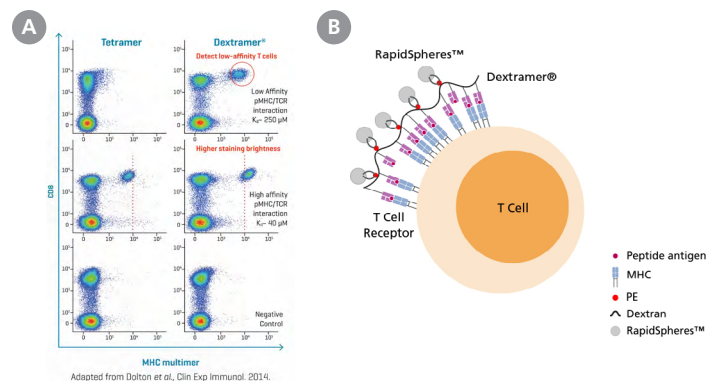 A
Tetramer
Dextramer®
Detect low-affinity T cells
Low Affinity
pMHC/TCR
interaction
Kd= 250 µM
Higher staining brightness
High affinity
pMHC/TCR
interaction
Kd= 40 µM
Negative
Control
CD8
MHC multimer
Adapted from Dolton et al., Clin Exp Immunol. 2014.
B
RapidSpheres™
Dextramer®
T Cell
T Cell
Receptor
Peptide antigen
MHC
PE
Dextran
RapidSpheres™